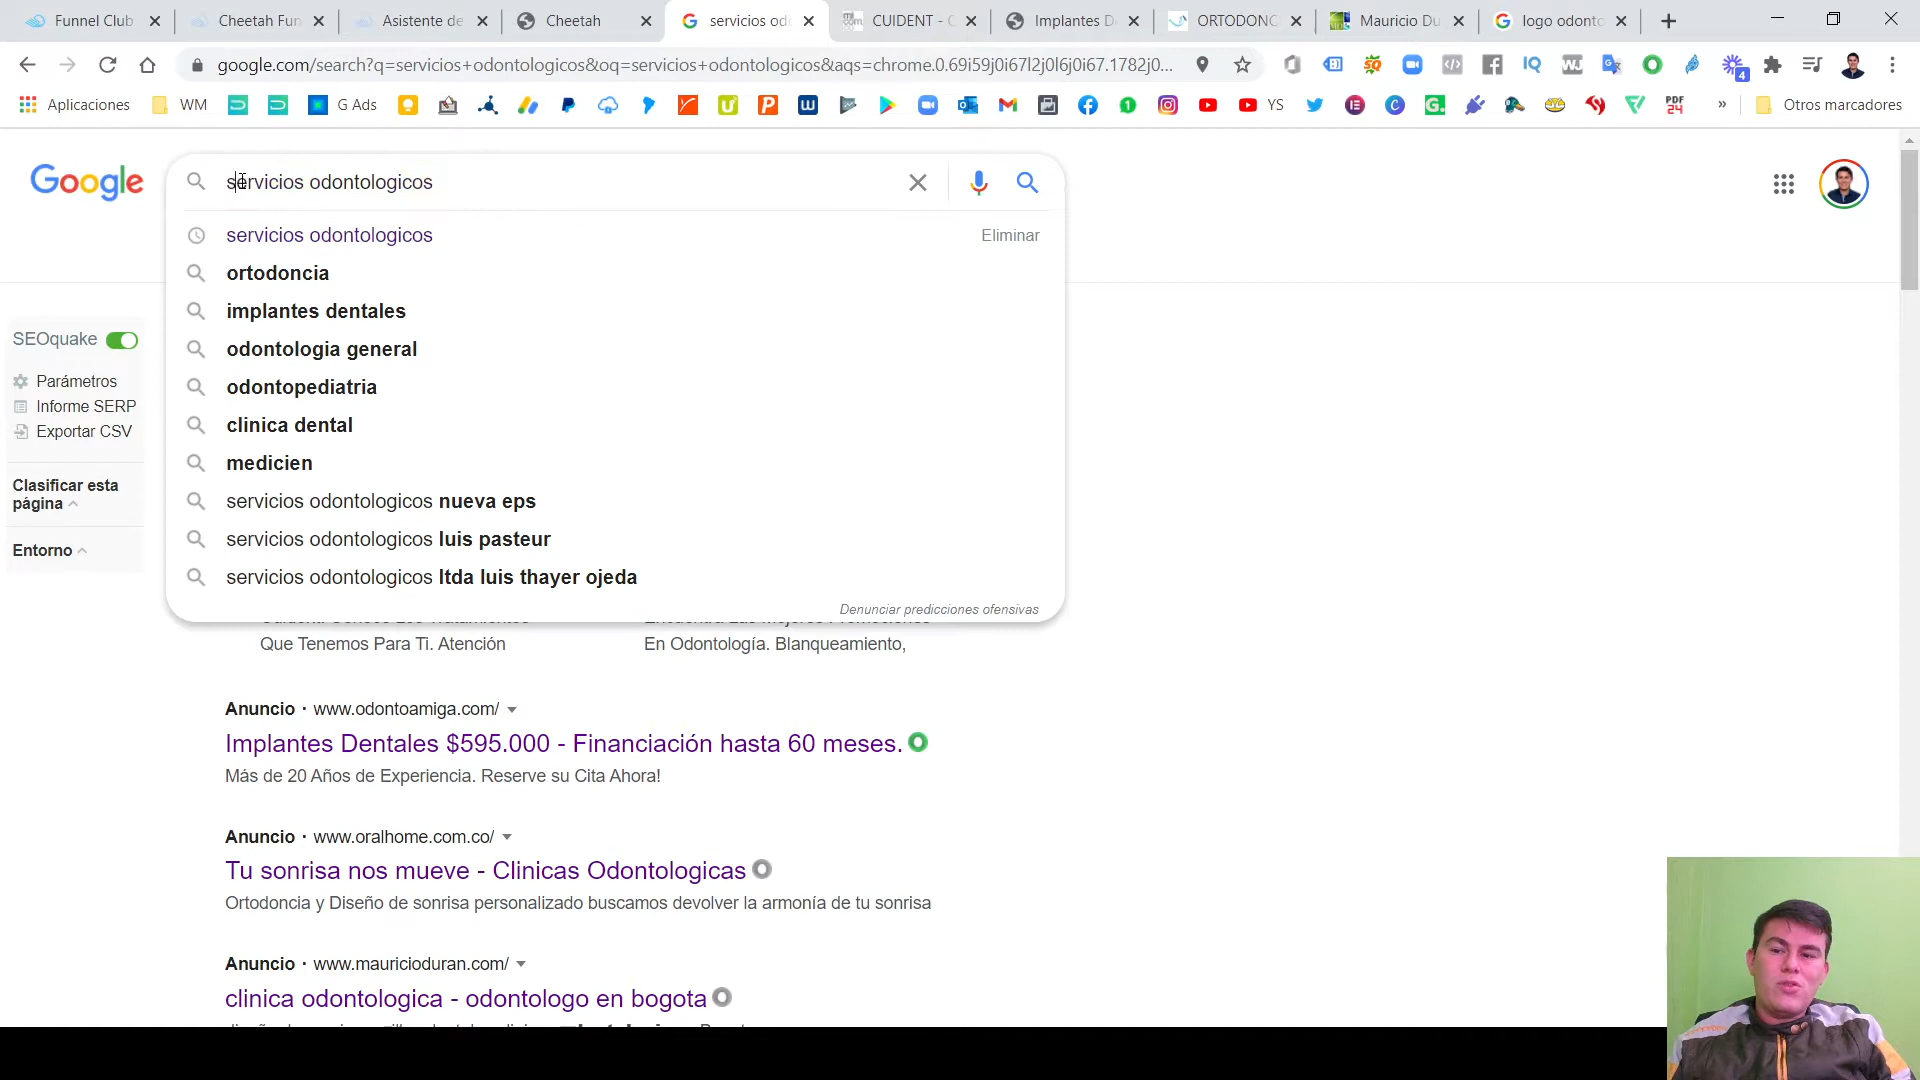 Funnel Club
Cheetah Fun
Asistente de
Cheetah
servicios od
CUIDENT - C
Implantes D
ORTODONC
Mauricio Du
logo odonto
google.com/search?q=servicios+odontologicos&oq=servicios+odontologicos&aqs=chrome.0.69i59j0i67l2j0l6j0i67.1782j0...
Aplicaciones
WM
G Ads
YS
Otros marcadores
Google
servicios odontologicos
servicios odontologicos
Eliminar
ortodoncia
implantes dentales
odontologia general
odontopediatria
clinica dental
medicien
servicios odontologicos nueva eps
servicios odontologicos luis pasteur
servicios odontologicos ltda luis thayer ojeda
Denunciar predicciones ofensivas
SEOquake
Parámetros
Informe SERP
Exportar CSV
Clasificar esta
página
Entorno
Que Tenemos Para Ti. Atención
En Odontología. Blanqueamiento,
Anuncio · www.odontoamiga.com/
Implantes Dentales $595.000 - Financiación hasta 60 meses.
Más de 20 Años de Experiencia. Reserve su Cita Ahora!
Anuncio · www.oralhome.com.co/
Tu sonrisa nos mueve - Clinicas Odontologicas
Ortodoncia y Diseño de sonrisa personalizado buscamos devolver la armonía de tu sonrisa
Anuncio · www.mauricioduran.com/
clinica odontologica - odontologo en bogota